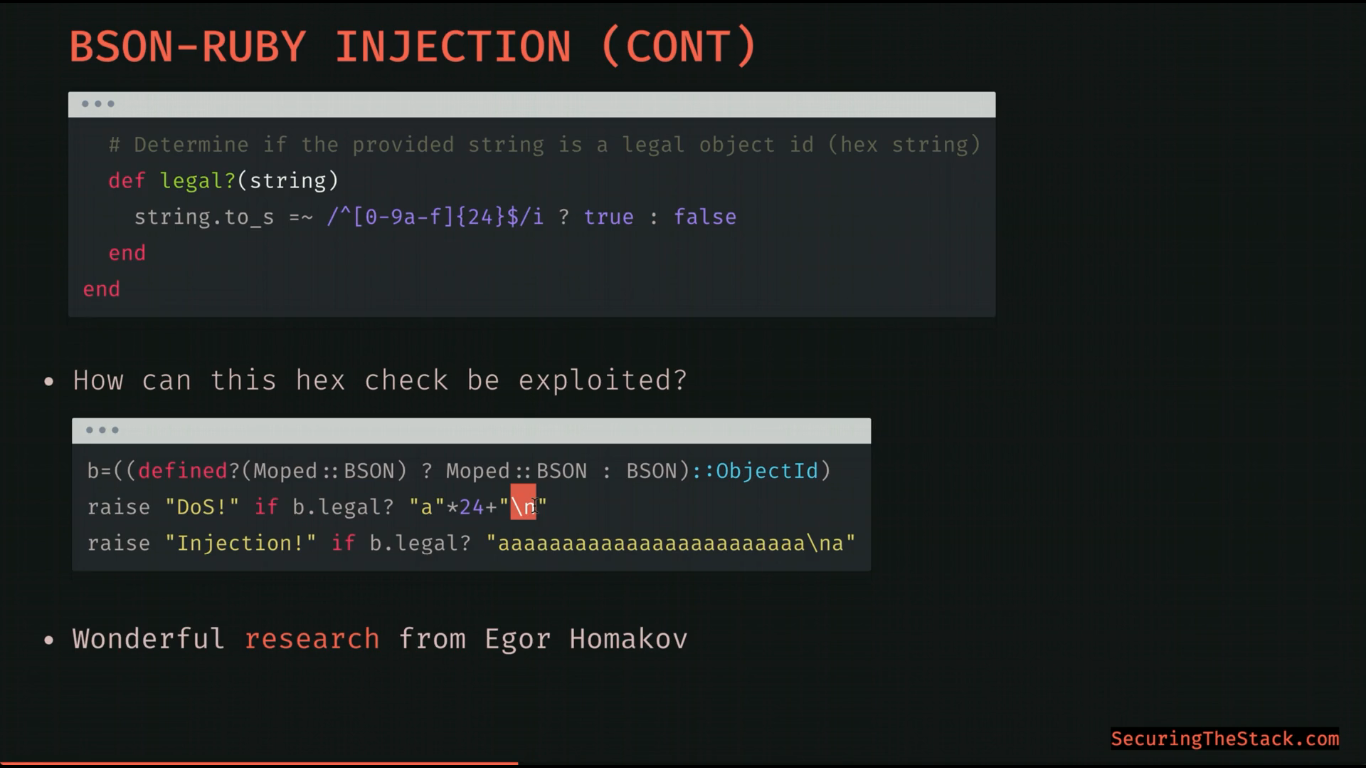 BSON-RUBY INJECTION (CONT)
# Determine if the provided string is a legal object id (hex string)
def legal?(string)
string.to_s =~ /^[0-9a-f]{24}$/i ? true : false
end
end
• How can this hex check be exploited?
b=((defined?(Moped::BSON) ? Moped::BSON : BSON)::ObjectId)
raise "DoS!" if b.legal? "a"*24+"\n"
raise "Injection!" if b.legal? "aaaaaaaaaaaaaaaaaaaaaaaa\na"
• Wonderful research from Egor Homakov
SecuringTheStack.com